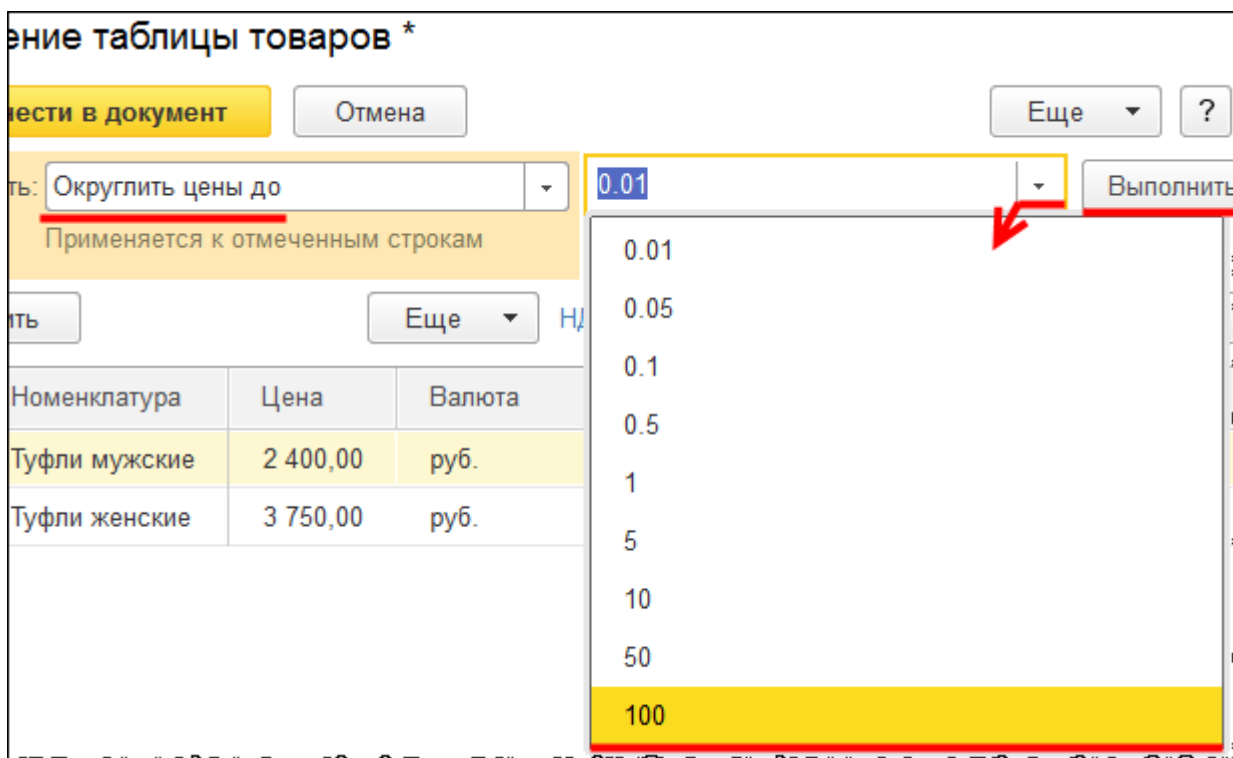 ение таблицы товаров *
нести в документ Отмена Еще ?
ть: Округлить цены до 0.01 Выполнить
Применяется к отмеченным строкам
0.01
0.05
ить Еще
0.1
Номенклатура Цена Валюта
0.5
Туфли мужские 2 400,00 руб.
1
Туфли женские 3 750,00 руб.
5
10
50
100